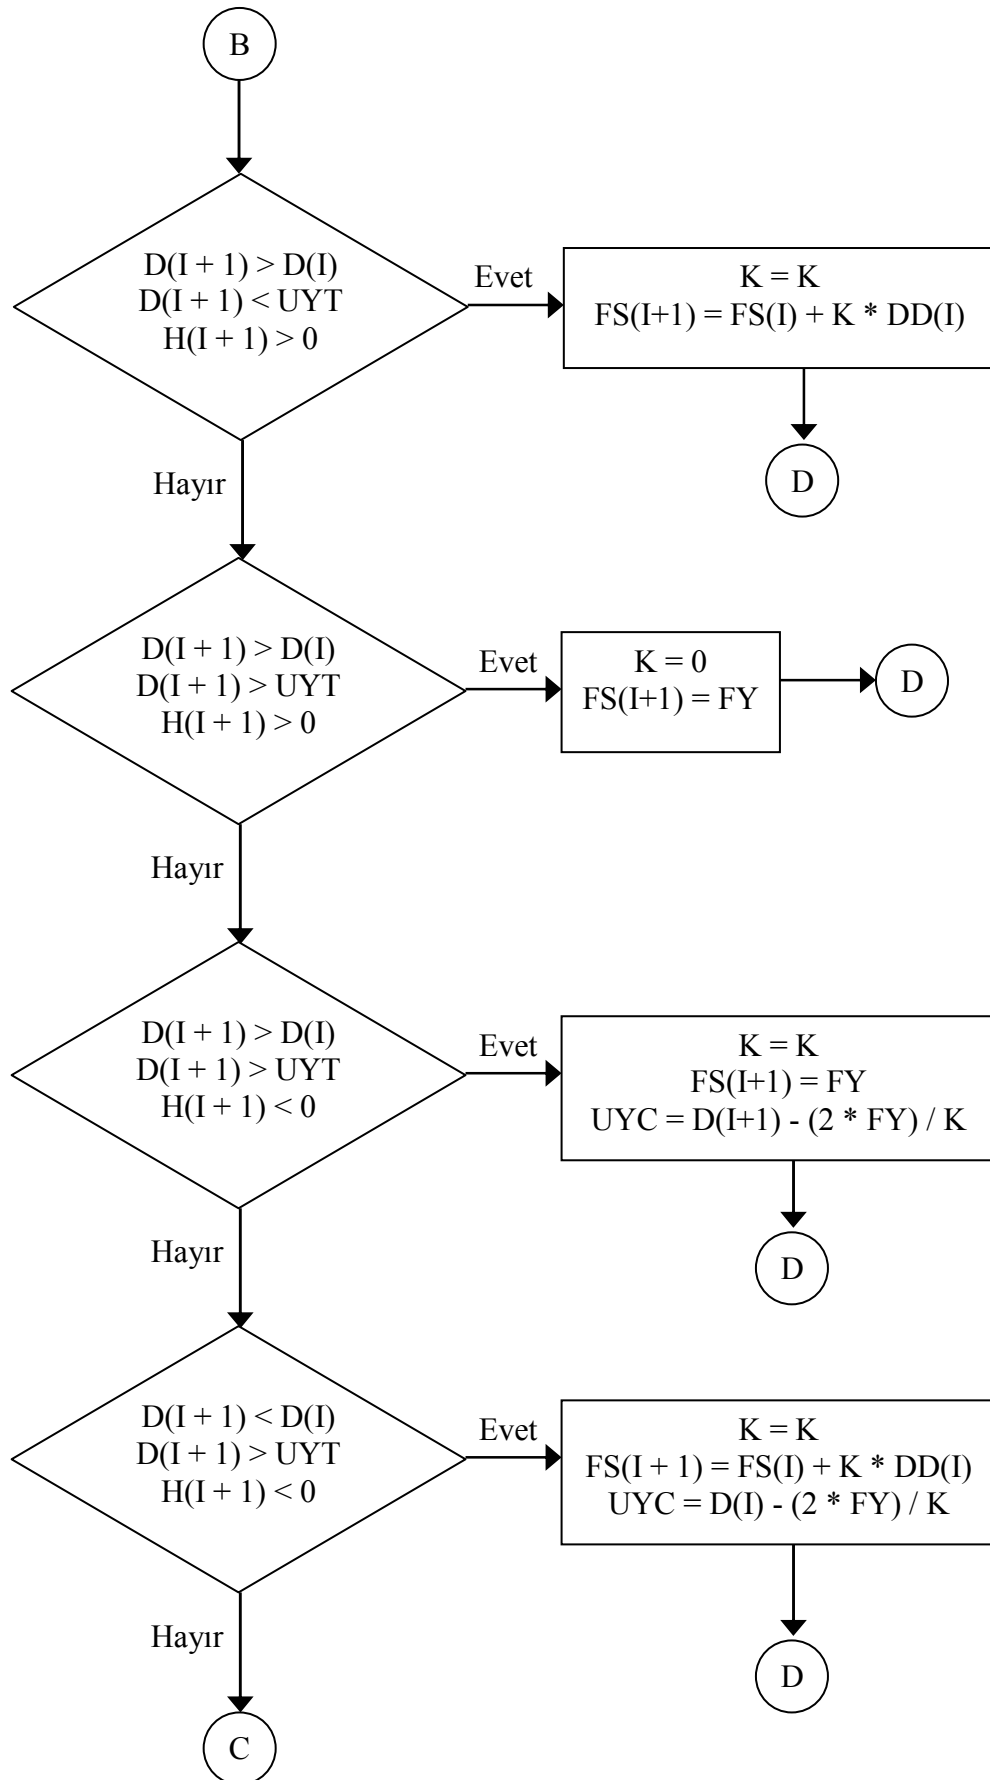 B
D(I + 1) > D(I)
D(I + 1) < UYT
H(I + 1) > 0
Evet
K = K
FS(I+1) = FS(I) + K * DD(I)
D
Hayır
D(I + 1) > D(I)
D(I + 1) > UYT
H(I + 1) > 0
Evet
K = 0
FS(I+1) = FY
D
Hayır
D(I + 1) > D(I)
D(I + 1) > UYT
H(I + 1) < 0
Evet
K = K
FS(I+1) = FY
UYC = D(I+1) - (2 * FY) / K
D
Hayır
D(I + 1) < D(I)
D(I + 1) > UYT
H(I + 1) < 0
Evet
K = K
FS(I + 1) = FS(I) + K * DD(I)
UYC = D(I) - (2 * FY) / K
D
Hayır
C